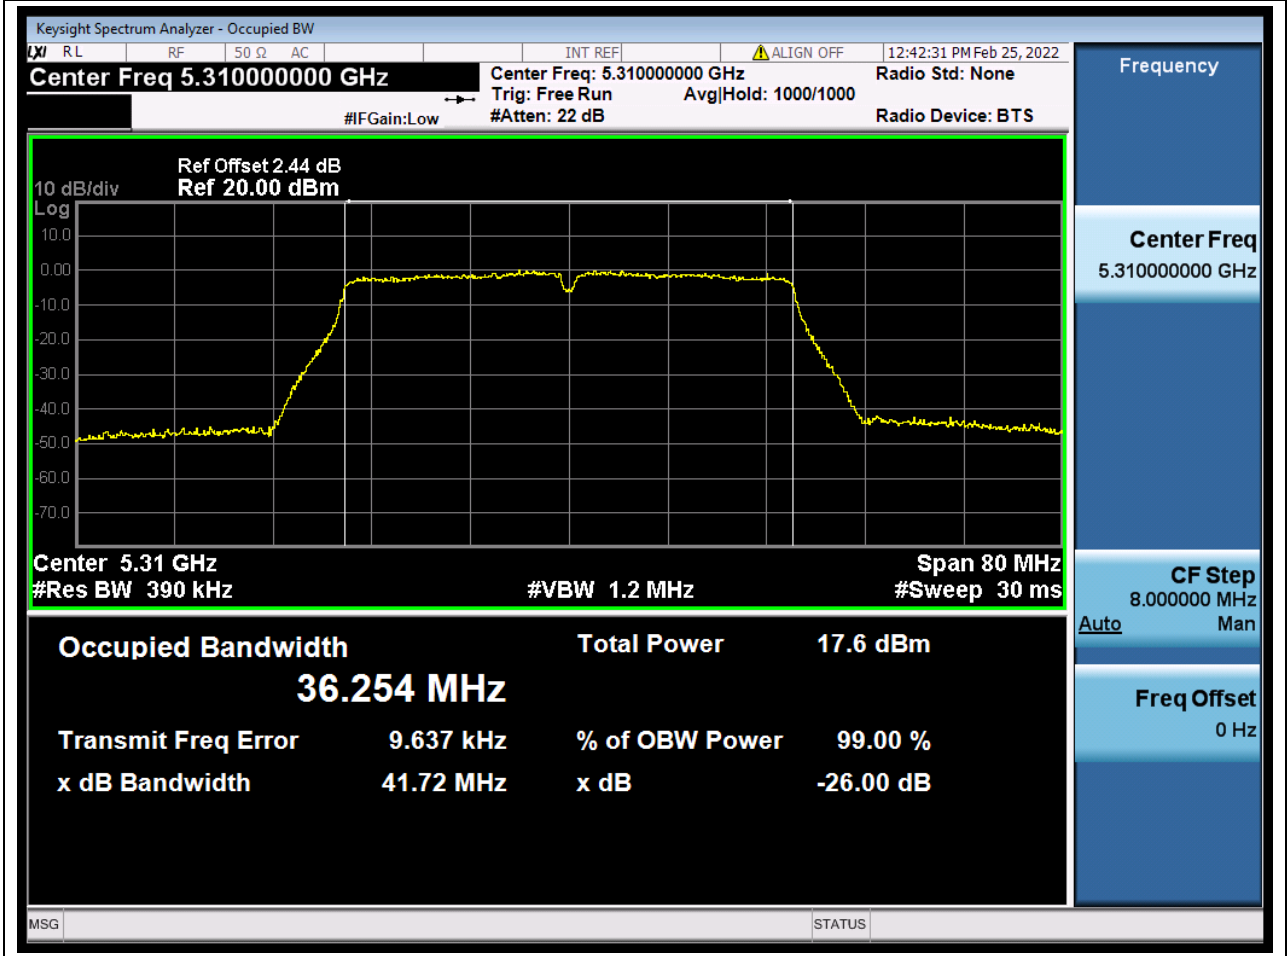 Keysight Spectrum Analyzer - Occupied BW
LXI RL RF 50 Ω AC INT REF ALIGN OFF 12:42:31 PM Feb 25, 2022
Center Freq 5.310000000 GHz
Center Freq: 5.310000000 GHz
Radio Std: None
Trig: Free Run Avg|Hold: 1000/1000
#IFGain:Low
#Atten: 22 dB
Radio Device: BTS
Ref Offset 2.44 dB
10 dB/div Ref 20.00 dBm
Log
10.0
0.00
-10.0
-20.0
-30.0
-40.0
-50.0
-60.0
-70.0
Center 5.31 GHz Span 80 MHz
#Res BW 390 kHz #VBW 1.2 MHz #Sweep 30 ms
Occupied Bandwidth Total Power 17.6 dBm
36.254 MHz
Transmit Freq Error 9.637 kHz % of OBW Power 99.00 %
x dB Bandwidth 41.72 MHz x dB -26.00 dB
MSG STATUS
Frequency
Center Freq
5.310000000 GHz
CF Step
8.000000 MHz
Auto Man
Freq Offset
0 Hz